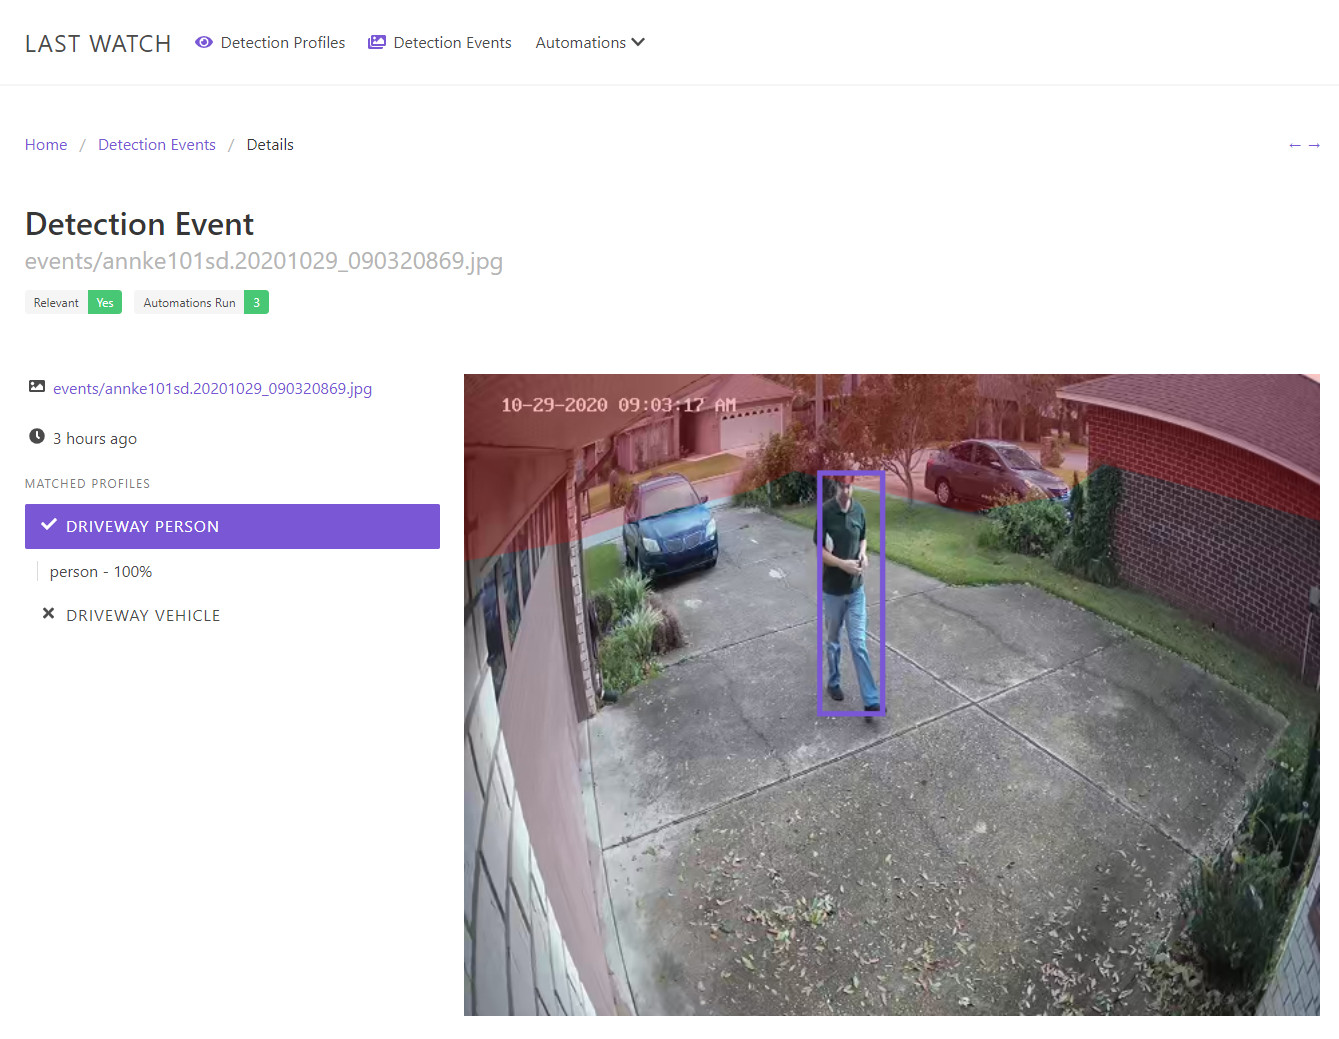 LAST WATCH Detection Profiles Detection Events Automations
Home / Detection Events / Details ← →
Detection Event
events/annke101sd.20201029_090320869.jpg
Relevant Yes Automations Run 3
events/annke101sd.20201029_090320869.jpg
3 hours ago
MATCHED PROFILES
DRIVEWAY PERSON
person - 100%
DRIVEWAY VEHICLE
10-29-2020 09:03:17 AM